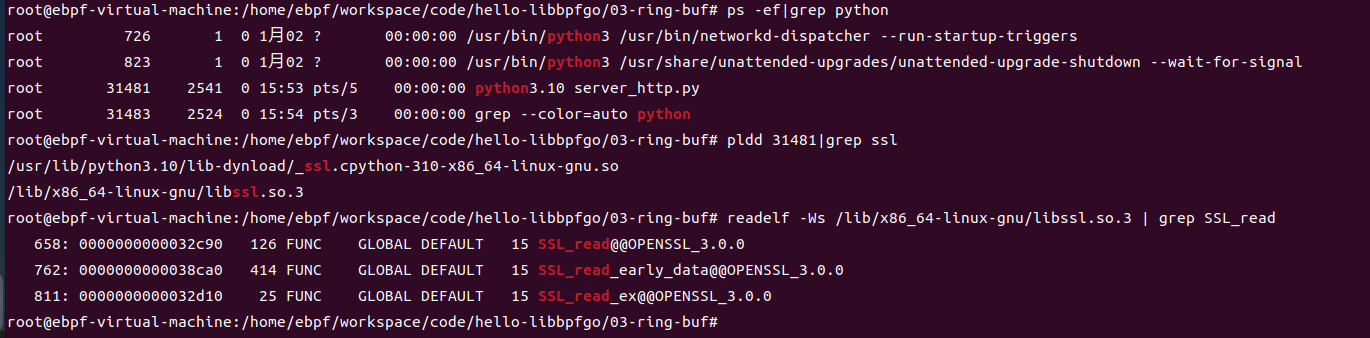 root@ebpf-virtual-machine:/home/ebpf/workspace/code/hello-libbpfgo/03-ring-buf# ps -ef|grep python
root         726       1  0 1月02 ?        00:00:00 /usr/bin/python3 /usr/bin/networkd-dispatcher --run-startup-triggers
root         823       1  0 1月02 ?        00:00:00 /usr/bin/python3 /usr/share/unattended-upgrades/unattended-upgrade-shutdown --wait-for-signal
root       31481    2541  0 15:53 pts/5    00:00:00 python3.10 server_http.py
root       31483    2524  0 15:54 pts/3    00:00:00 grep --color=auto python
root@ebpf-virtual-machine:/home/ebpf/workspace/code/hello-libbpfgo/03-ring-buf# pldd 31481|grep ssl
/usr/lib/python3.10/lib-dynload/_ssl.cpython-310-x86_64-linux-gnu.so
/lib/x86_64-linux-gnu/libssl.so.3
root@ebpf-virtual-machine:/home/ebpf/workspace/code/hello-libbpfgo/03-ring-buf# readelf -Ws /lib/x86_64-linux-gnu/libssl.so.3 | grep SSL_read
   658: 0000000000032c90   126 FUNC    GLOBAL DEFAULT   15 SSL_read@@OPENSSL_3.0.0
   762: 0000000000038ca0   414 FUNC    GLOBAL DEFAULT   15 SSL_read_early_data@@OPENSSL_3.0.0
   811: 0000000000032d10    25 FUNC    GLOBAL DEFAULT   15 SSL_read_ex@@OPENSSL_3.0.0
root@ebpf-virtual-machine:/home/ebpf/workspace/code/hello-libbpfgo/03-ring-buf#